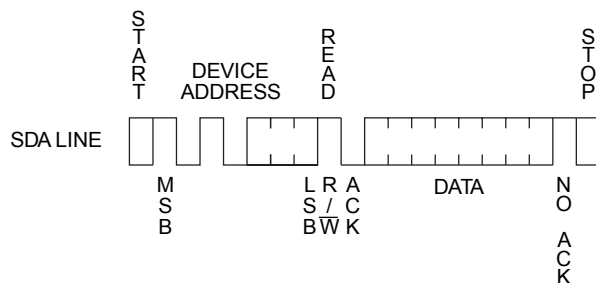 START
DEVICE
ADDRESS
READ
STOP
SDA LINE
MSB
LSB
R/W
ACK
DATA
NO ACK